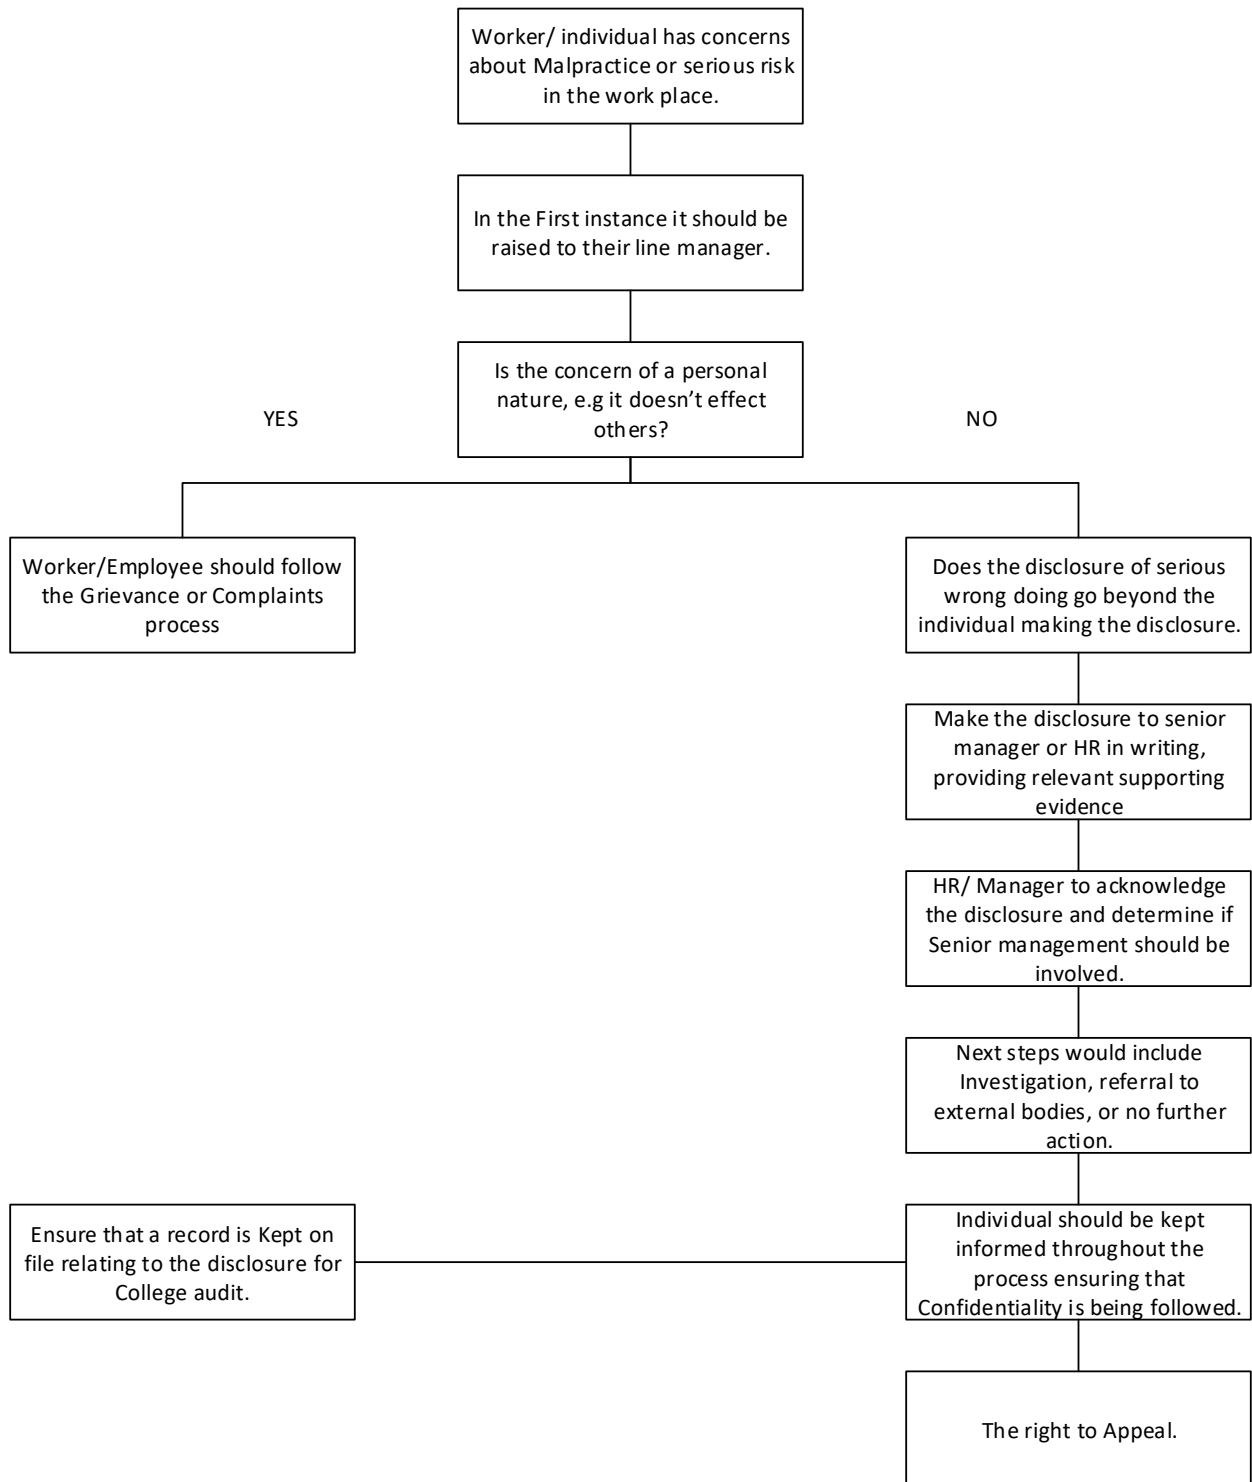 Worker/ individual has concerns
about Malpractice or serious risk
in the work place.
In the First instance it should be
raised to their line manager.
Is the concern of a personal
nature, e.g it doesn’t effect
others?
YES
NO
Worker/Employee should follow
the Grievance or Complaints
process
Does the disclosure of serious
wrong doing go beyond the
individual making the disclosure.
Make the disclosure to senior
manager or HR in writing,
providing relevant supporting
evidence
HR/ Manager to acknowledge
the disclosure and determine if
Senior management should be
involved.
Next steps would include
Investigation, referral to
external bodies, or no further
action.
Ensure that a record is Kept on
file relating to the disclosure for
College audit.
Individual should be kept
informed throughout the
process ensuring that
Confidentiality is being followed.
The right to Appeal.